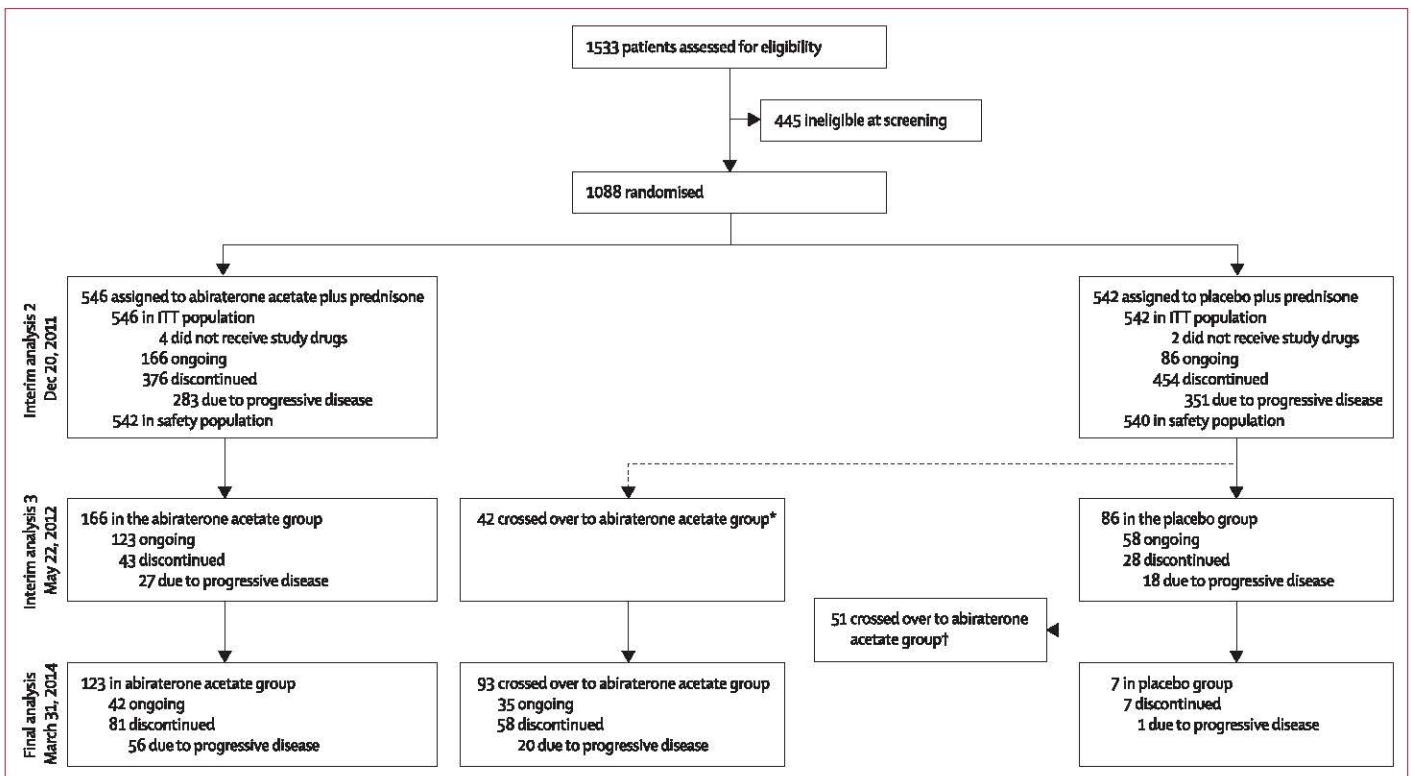 1533 patients assessed for eligibility
445 ineligible at screening
1088 randomised
Interim analysis 2
Dec 20, 2011
546 assigned to abiraterone acetate plus prednisone
546 in ITT population
4 did not receive study drugs
166 ongoing
376 discontinued
283 due to progressive disease
542 in safety population
542 assigned to placebo plus prednisone
542 in ITT population
2 did not receive study drugs
86 ongoing
454 discontinued
351 due to progressive disease
540 in safety population
Interim analysis 3
May 22, 2012
166 in the abiraterone acetate group
123 ongoing
43 discontinued
27 due to progressive disease
42 crossed over to abiraterone acetate group*
86 in the placebo group
58 ongoing
28 discontinued
18 due to progressive disease
51 crossed over to abiraterone
acetate group†
Final analysis
March 31, 2014
123 in abiraterone acetate group
42 ongoing
81 discontinued
56 due to progressive disease
93 crossed over to abiraterone acetate group
35 ongoing
58 discontinued
20 due to progressive disease
7 in placebo group
7 discontinued
1 due to progressive disease